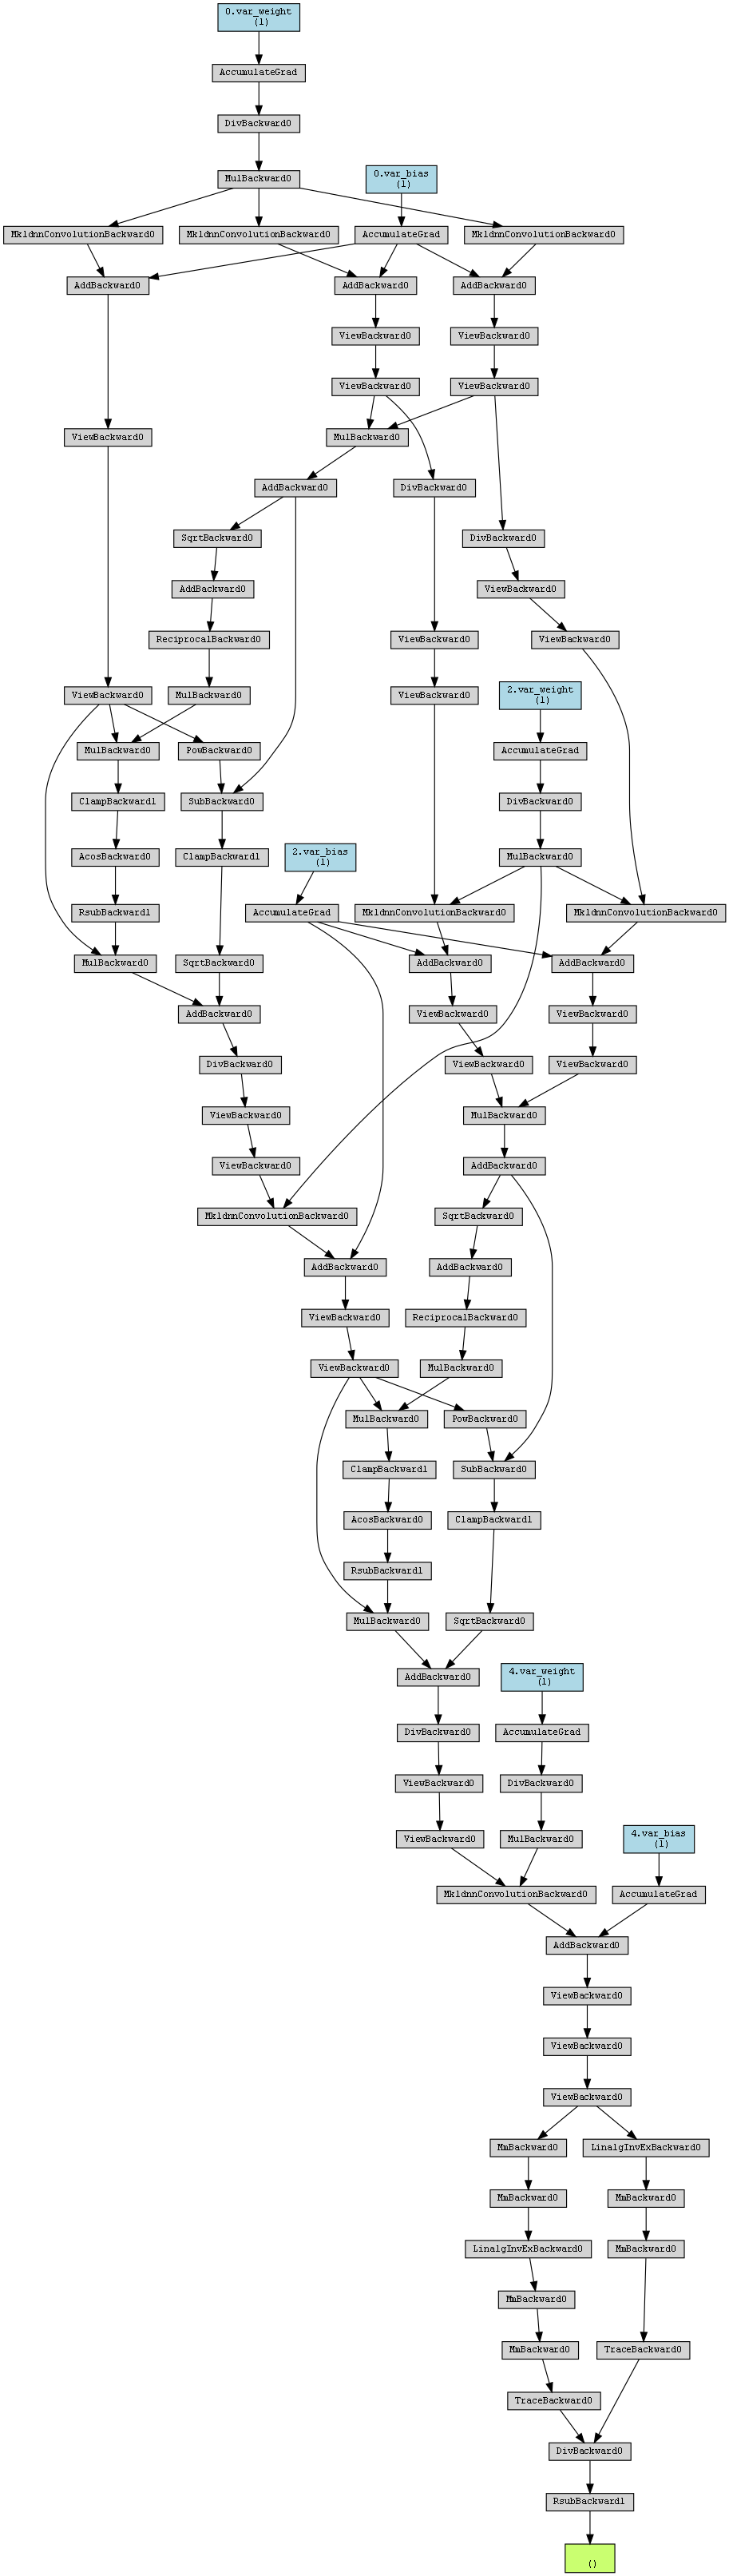 0.var_weight
(1)
AccumulateGrad
DivBackward0
MulBackward0
0.var_bias
(1)
MkldnnConvolutionBackward0
MkldnnConvolutionBackward0
AccumulateGrad
MkldnnConvolutionBackward0
AddBackward0
AddBackward0
AddBackward0
ViewBackward0
ViewBackward0
ViewBackward0
ViewBackward0
ViewBackward0
MulBackward0
AddBackward0
DivBackward0
SqrtBackward0
DivBackward0
AddBackward0
ViewBackward0
ReciprocalBackward0
ViewBackward0
ViewBackward0
ViewBackward0
MulBackward0
ViewBackward0
2.var_weight
(1)
MulBackward0
PowBackward0
AccumulateGrad
ClampBackward1
SubBackward0
DivBackward0
2.var_bias
(1)
AcosBackward0
ClampBackward1
MulBackward0
RsubBackward1
AccumulateGrad
MkldnnConvolutionBackward0
MkldnnConvolutionBackward0
MulBackward0
SqrtBackward0
AddBackward0
AddBackward0
AddBackward0
ViewBackward0
ViewBackward0
DivBackward0
ViewBackward0
ViewBackward0
ViewBackward0
MulBackward0
ViewBackward0
AddBackward0
MkldnnConvolutionBackward0
SqrtBackward0
AddBackward0
AddBackward0
ViewBackward0
ReciprocalBackward0
ViewBackward0
MulBackward0
MulBackward0
PowBackward0
ClampBackward1
SubBackward0
AcosBackward0
ClampBackward1
RsubBackward1
MulBackward0
SqrtBackward0
AddBackward0
4.var_weight
(1)
DivBackward0
AccumulateGrad
ViewBackward0
DivBackward0
ViewBackward0
MulBackward0
4.var_bias
(1)
MkldnnConvolutionBackward0
AccumulateGrad
AddBackward0
ViewBackward0
ViewBackward0
ViewBackward0
MmBackward0
LinalgInvExBackward0
MmBackward0
MmBackward0
LinalgInvExBackward0
MmBackward0
MmBackward0
MmBackward0
TraceBackward0
TraceBackward0
DivBackward0
RsubBackward1
()